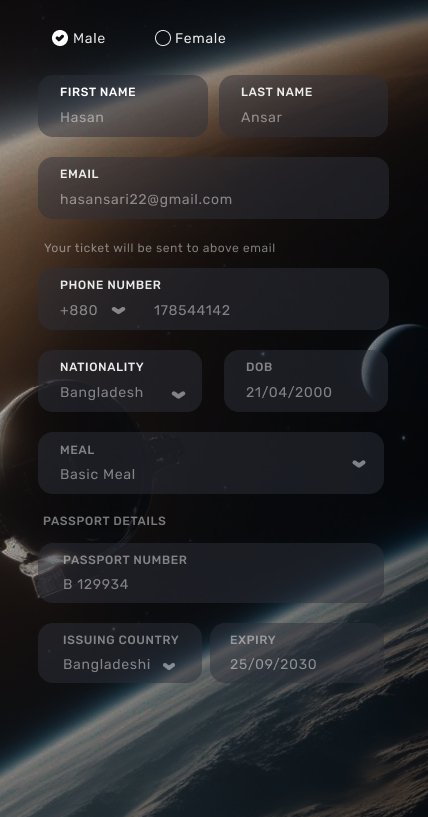 Male Female
FIRST NAME LAST NAME
Hasan Ansar
EMAIL
hasansari22@gmail.com
Your ticket will be sent to above email
PHONE NUMBER
+880 178544142
NATIONALITY DOB
Bangladesh 21/04/2000
MEAL
Basic Meal
PASSPORT DETAILS
PASSPORT NUMBER
B 129934
ISSUING COUNTRY EXPIRY
Bangladeshi 25/09/2030